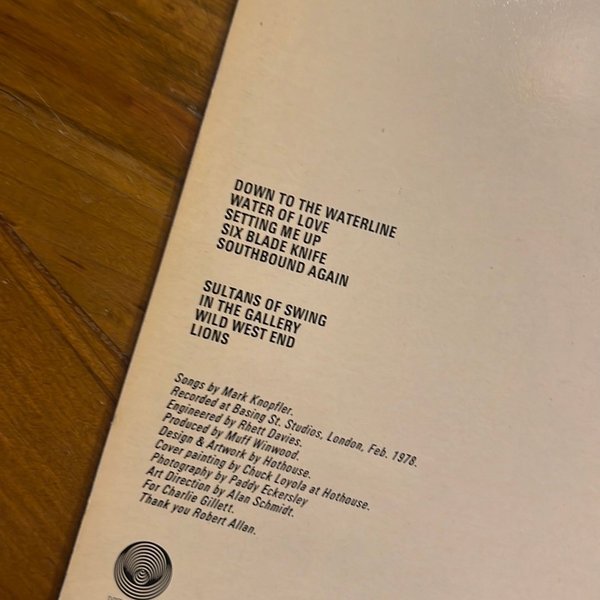 DOWN TO THE WATERLINE
WATER OF LOVE
SETTING ME UP
SIX BLADE KNIFE
SOUTHBOUND AGAIN
SULTANS OF SWING
IN THE GALLERY
WILD WEST END
LIONS
Songs by Mark Knopfler.
Recorded at Basing St. Studios, London, Feb. 1978.
Engineered by Rhett Davies.
Produced by Muff Winwood.
Design & Artwork by Hothouse.
Cover painting by Chuck Loyola at Hothouse.
Photography by Paddy Eckersley
Art Direction by Alan Schmidt.
For Charlie Gillett.
Thank you Robert Allan.